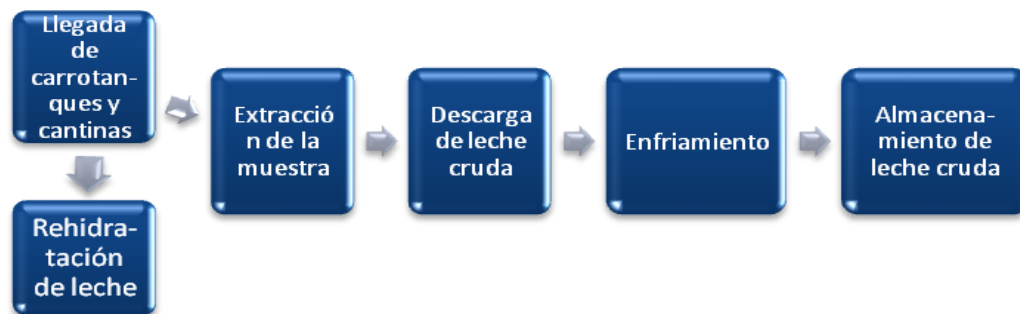 Llegada
de
carrotan-
ques y
cantinas
Rehidra-
tación
de leche
Extracció
n de la
muestra
Descarga
de leche
cruda
Enfriamiento
Almacena-
miento de
leche cruda